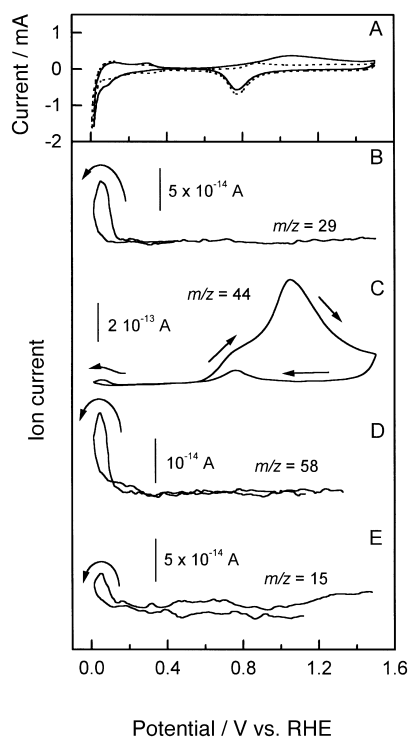 A
Current / mA
1
0
-1
-2
B
5 x 10-14 A
m/z = 29
C
m/z = 44
2 10-13 A
Ion current
D
10-14 A
m/z = 58
E
5 x 10-14 A
m/z = 15
0.0 0.4 0.8 1.2 1.6
Potential / V vs. RHE